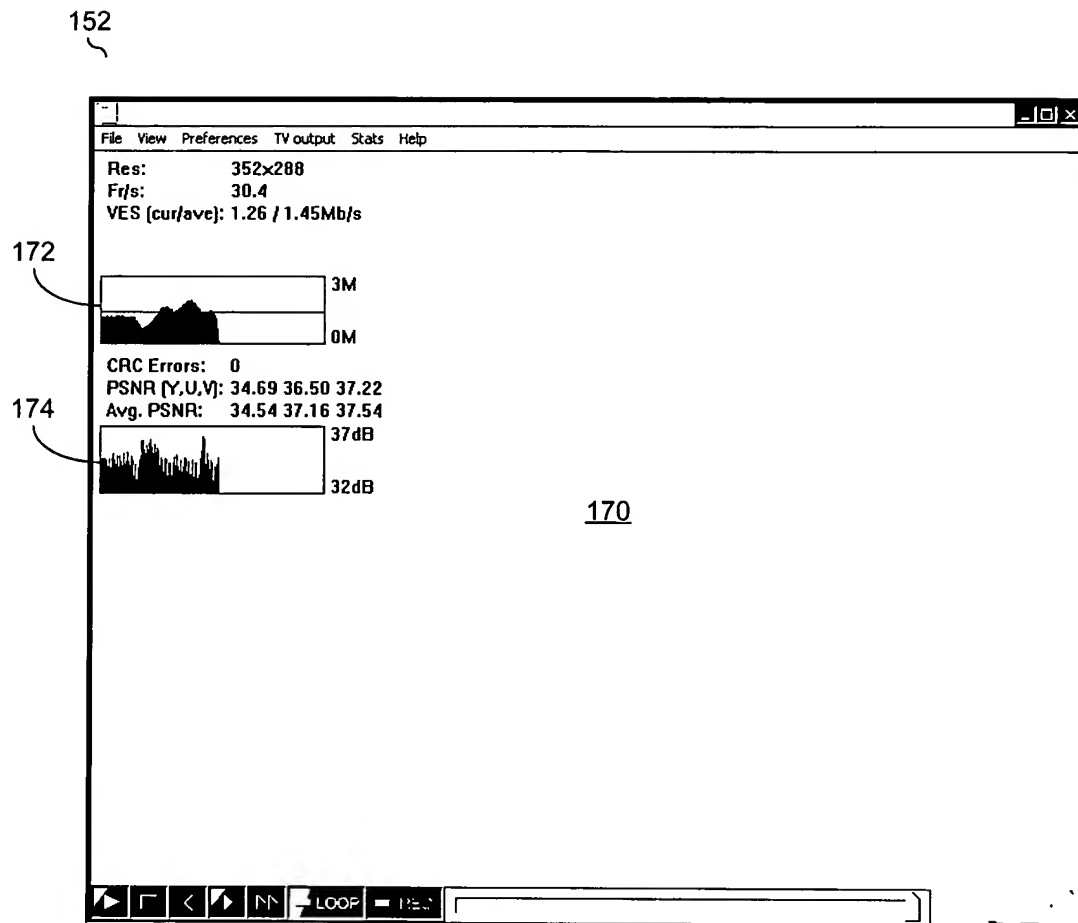 152
File View Preferences TV output Stats Help
Res: 352x288
Fr/s: 30.4
VES (cur/ave): 1.26 / 1.45Mb/s
172
3M
0M
CRC Errors: 0
PSNR (Y,U,V): 34.69 36.50 37.22
Avg. PSNR: 34.54 37.16 37.54
174
37dB
32dB
170
LOOP